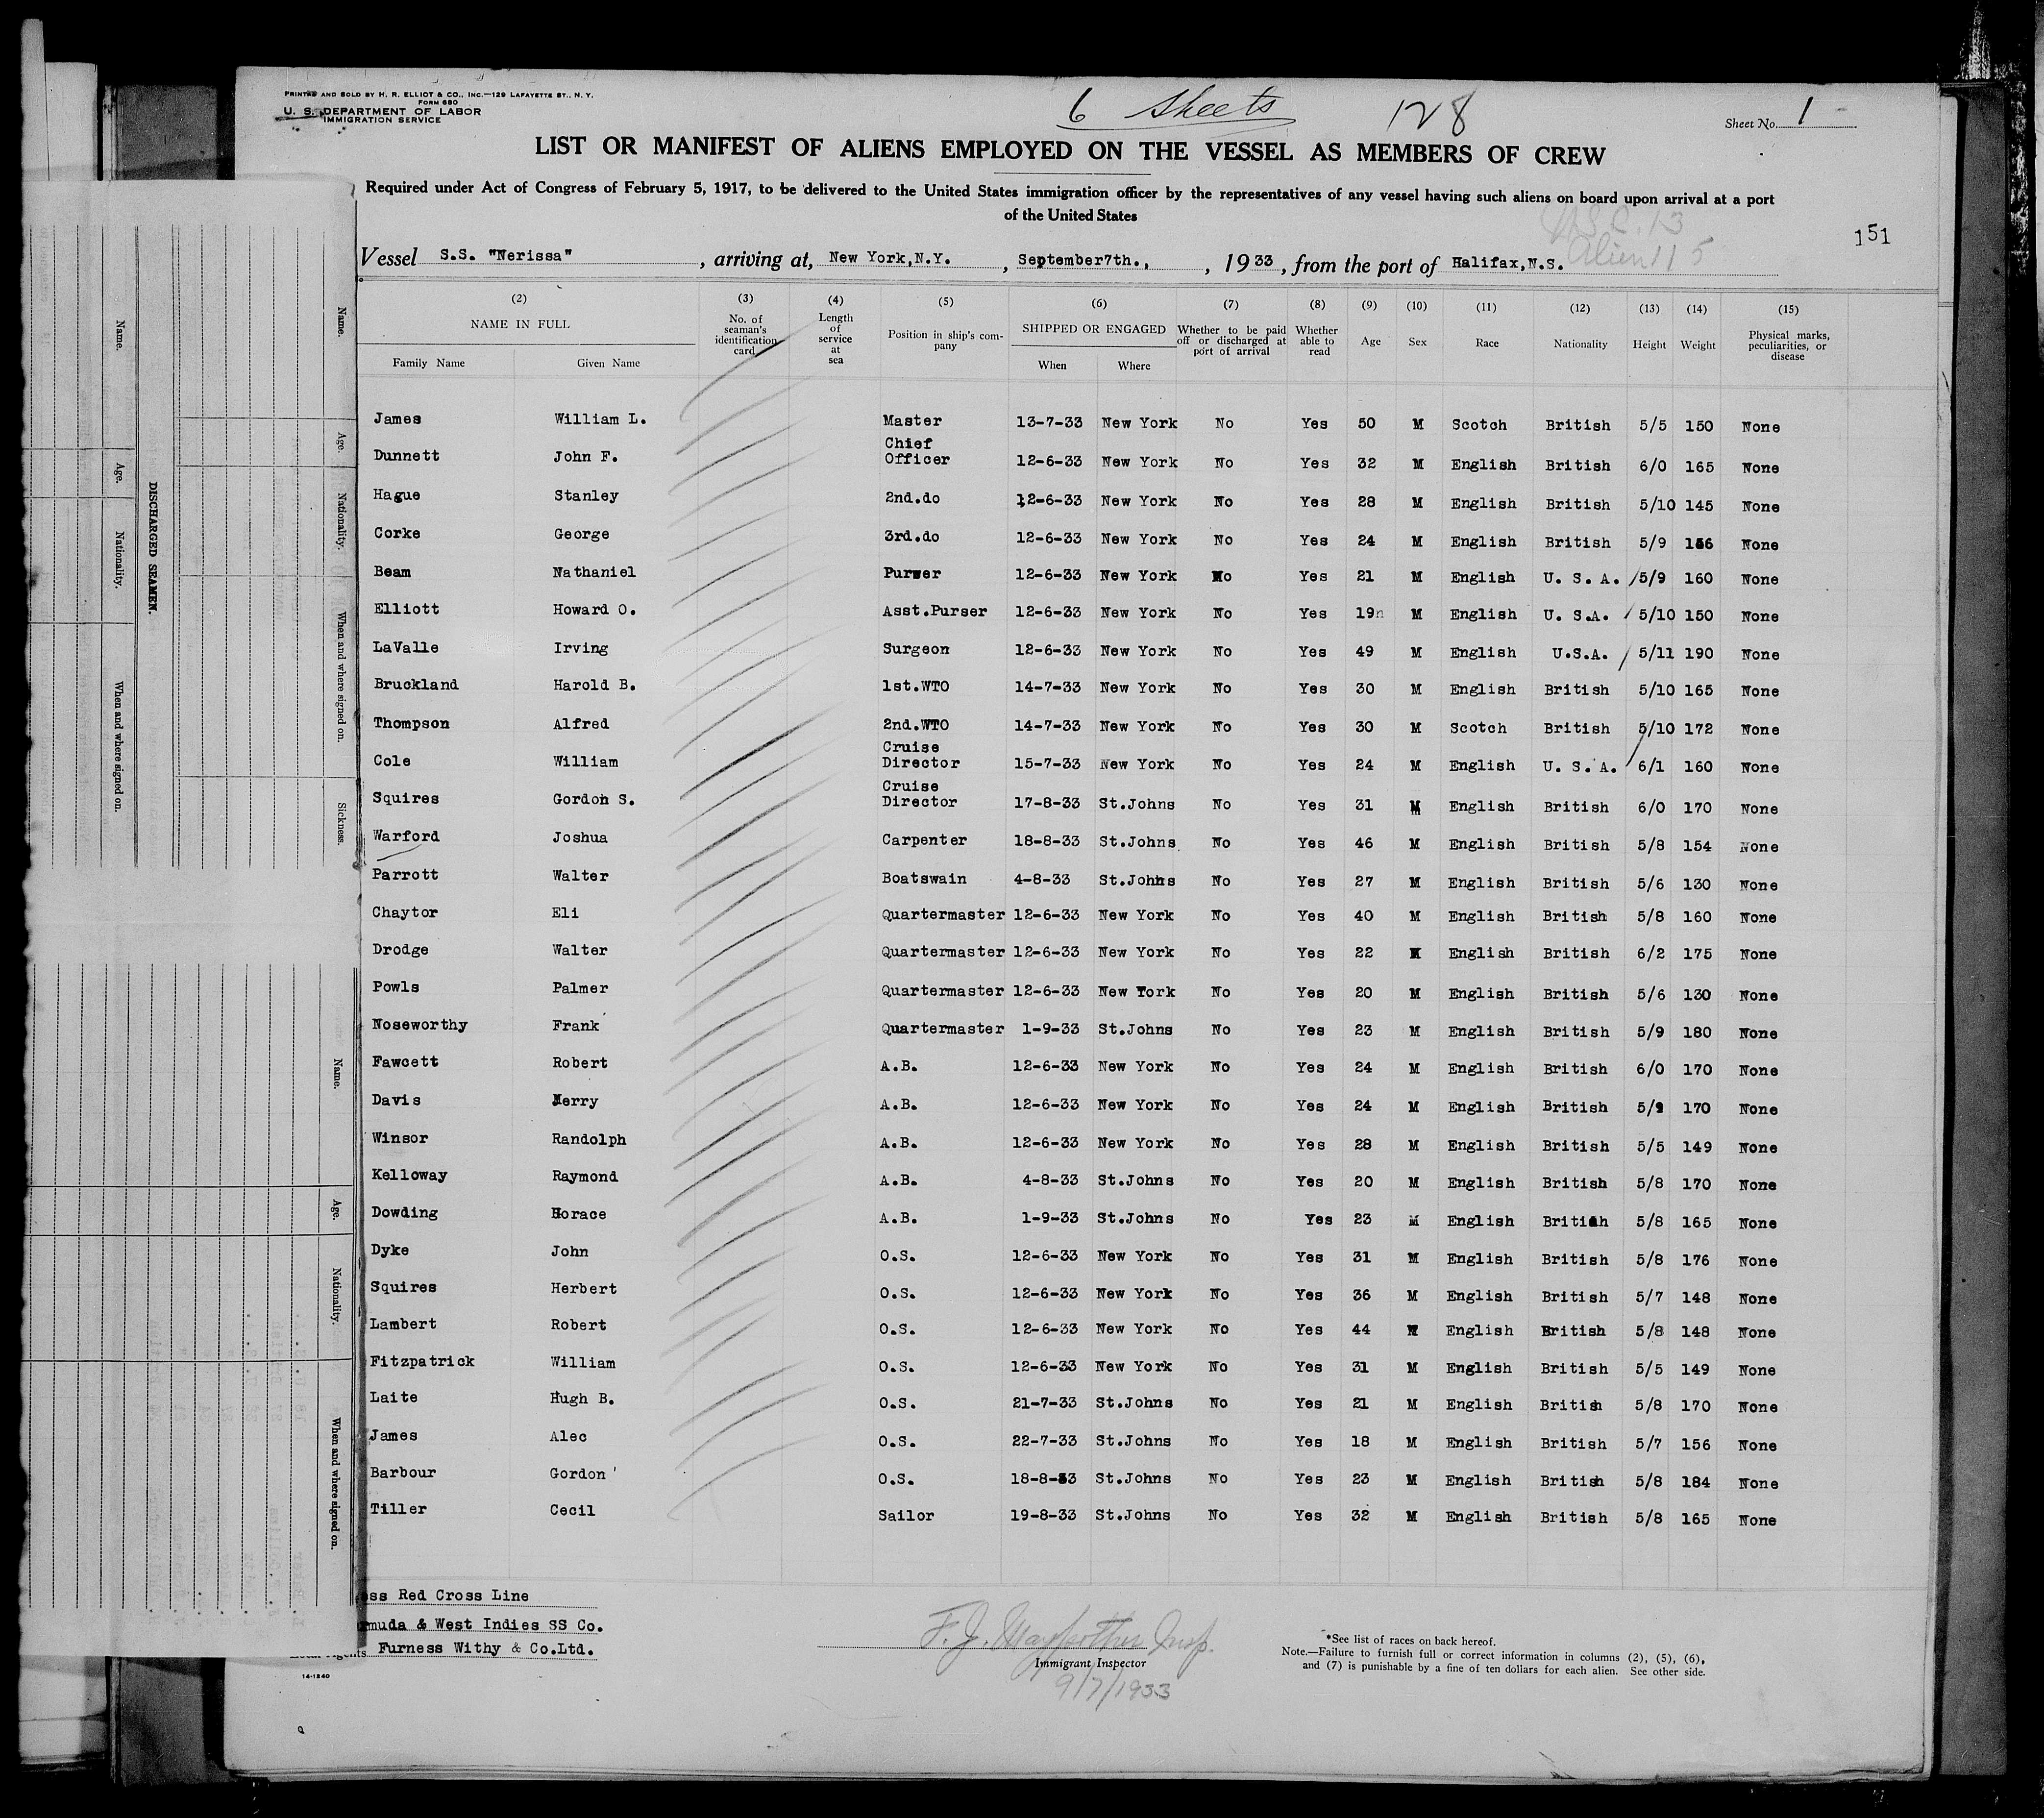 PRINTED AND SOLD BY H. R. ELLIOT & CO., INC.—129 LAFAYETTE ST., N. Y.
FORM 680
U. S. DEPARTMENT OF LABOR
IMMIGRATION SERVICE
6 Sheets
128
Sheet No. 1
LIST OR MANIFEST OF ALIENS EMPLOYED ON THE VESSEL AS MEMBERS OF CREW
Required under Act of Congress of February 5, 1917, to be delivered to the United States immigration officer by the representatives of any vessel having such aliens on board upon arrival at a port
of the United States
U.S.C. 13
Alien 115
151
Vessel S.S. "Nerissa", arriving at, New York,N.Y., September7th., , 1933, from the port of Halifax,N.S.
(2) (3) (4) (5) (6) (7) (8) (9) (10) (11) (12) (13) (14) (15)
NAME IN FULL No. of seaman's identification card Length of service at sea Position in ship's company SHIPPED OR ENGAGED Whether to be paid off or discharged at port of arrival Whether able to read Age Sex Race Nationality Height Weight Physical marks, peculiarities, or disease
Family Name Given Name When Where
James William L. Master 13-7-33 New York No Yes 50 M Scotch British 5/5 150 None
Dunnett John F. Chief Officer 12-6-33 New York No Yes 32 M English British 6/0 165 None
Hague Stanley 2nd.do 12-6-33 New York No Yes 28 M English British 5/10 145 None
Corke George 3rd.do 12-6-33 New York No Yes 24 M English British 5/9 156 None
Beam Nathaniel Purser 12-6-33 New York No Yes 21 M English U. S. A. 5/9 160 None
Elliott Howard O. Asst.Purser 12-6-33 New York No Yes 19 M English U. S.A. 5/10 150 None
LaValle Irving Surgeon 12-6-33 New York No Yes 49 M English U.S.A. 5/11 190 None
Bruckland Harold B. 1st.WTO 14-7-33 New York No Yes 30 M English British 5/10 165 None
Thompson Alfred 2nd.WTO 14-7-33 New York No Yes 30 M Scotch British 5/10 172 None
Cole William Cruise Director 15-7-33 New York No Yes 24 M English U. S. A. 6/1 160 None
Squires Gordon S. Cruise Director 17-8-33 St.Johns No Yes 31 M English British 6/0 170 None
Warford Joshua Carpenter 18-8-33 St.Johns No Yes 46 M English British 5/8 154 None
Parrott Walter Boatswain 4-8-33 St.Johns No Yes 27 M English British 5/6 130 None
Chaytor Eli Quartermaster 12-6-33 New York No Yes 40 M English British 5/8 160 None
Drodge Walter Quartermaster 12-6-33 New York No Yes 22 M English British 6/2 175 None
Powls Palmer Quartermaster 12-6-33 New York No Yes 20 M English British 5/6 130 None
Noseworthy Frank Quartermaster 1-9-33 St.Johns No Yes 23 M English British 5/9 180 None
Fawcett Robert A.B. 12-6-33 New York No Yes 24 M English British 6/0 170 None
Davis Merry A.B. 12-6-33 New York No Yes 24 M English British 5/9 170 None
Winsor Randolph A.B. 12-6-33 New York No Yes 28 M English British 5/5 149 None
Kelloway Raymond A.B. 4-8-33 St.Johns No Yes 20 M English British 5/8 170 None
Dowding Horace A.B. 1-9-33 St.Johns No Yes 23 M English British 5/8 165 None
Dyke John O.S. 12-6-33 New York No Yes 31 M English British 5/8 176 None
Squires Herbert O.S. 12-6-33 New York No Yes 36 M English British 5/7 148 None
Lambert Robert O.S. 12-6-33 New York No Yes 44 M English British 5/8 148 None
Fitzpatrick William O.S. 12-6-33 New York No Yes 31 M English British 5/5 149 None
Laite Hugh B. O.S. 21-7-33 St.Johns No Yes 21 M English British 5/8 170 None
James Alec O.S. 22-7-33 St.Johns No Yes 18 M English British 5/7 156 None
Barbour Gordon O.S. 18-8-33 St.Johns No Yes 23 M English British 5/8 184 None
Tiller Cecil Sailor 19-8-33 St.Johns No Yes 32 M English British 5/8 165 None
ess Red Cross Line
muda & West Indies SS Co.
Agents Furness Withy & Co.Ltd.
14-1240
F. J. Mayforther Insp.
Immigrant Inspector
9/7/1933
*See list of races on back hereof.
Note.—Failure to furnish full or correct information in columns (2), (5), (6),
and (7) is punishable by a fine of ten dollars for each alien. See other side.
DISCHARGED SEAMEN.
Name.
Age.
Nationality.
When and where signed on.
Name.
Age.
Nationality.
When and where signed on.
Sickness.
Name.
Age.
Nationality.
When and where signed on.